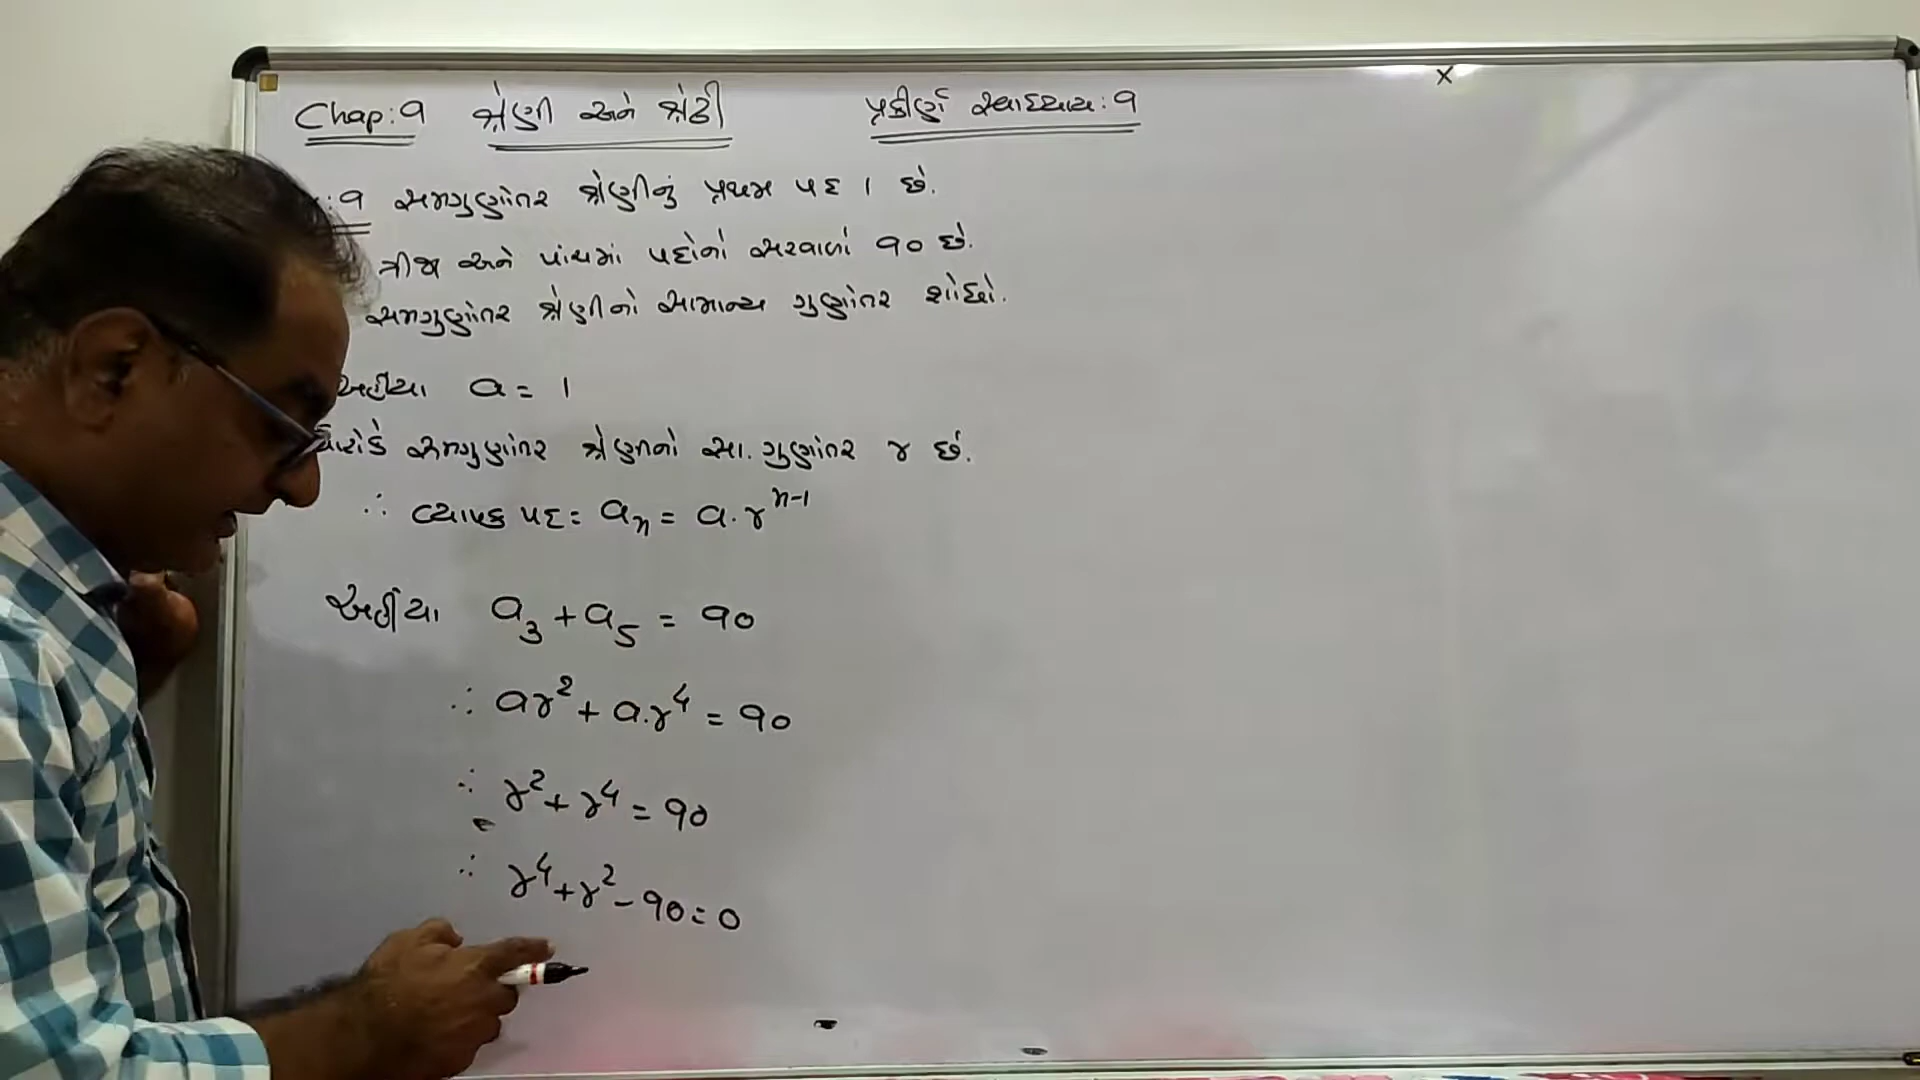 Chap:9 શ્રેણી અને શ્રેઢી પ્રકીર્ણ સ્વાધ્યાય:9
:9 સમગુણોત્તર શ્રેણીનું પ્રથમ પદ 1 છે.
ત્રીજા અને પાંચમાં પદોનો સરવાળો 90 છે.
સમગુણોત્તર શ્રેણીનો સામાન્ય ગુણોત્તર શોધો.
અહીંયા a = 1
ધારોકે સમગુણોત્તર શ્રેણીનો સા. ગુણોત્તર r છે.
∴ વ્યાપક પદ = aₙ = a·rⁿ⁻¹
અહીંયા a₃ + a₅ = 90
∴ ar² + a.r⁴ = 90
∴ r² + r⁴ = 90
∴ r⁴ + r² - 90 = 0
x